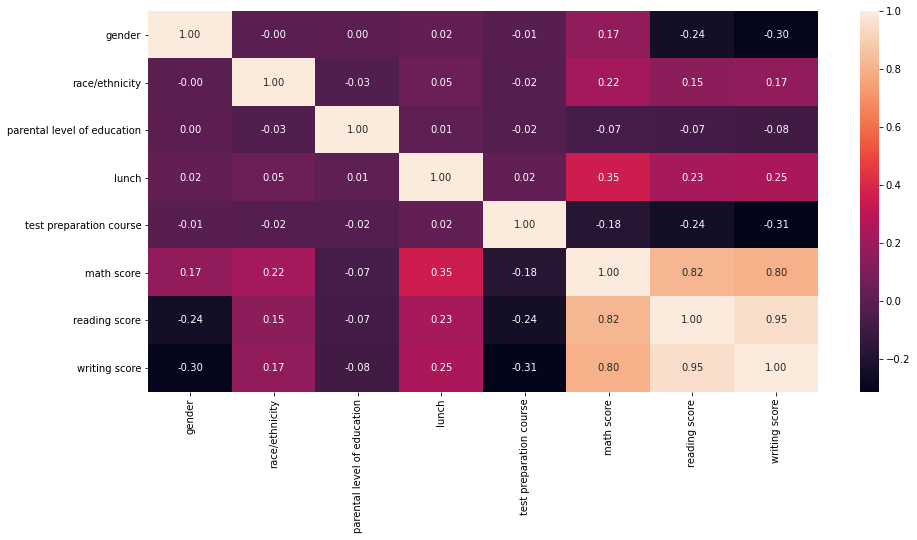 gender 1.00 -0.00 0.00 0.02 -0.01 0.17 -0.24 -0.30
race/ethnicity -0.00 1.00 -0.03 0.05 -0.02 0.22 0.15 0.17
parental level of education 0.00 -0.03 1.00 0.01 -0.02 -0.07 -0.07 -0.08
lunch 0.02 0.05 0.01 1.00 0.02 0.35 0.23 0.25
test preparation course -0.01 -0.02 -0.02 0.02 1.00 -0.18 -0.24 -0.31
math score 0.17 0.22 -0.07 0.35 -0.18 1.00 0.82 0.80
reading score -0.24 0.15 -0.07 0.23 -0.24 0.82 1.00 0.95
writing score -0.30 0.17 -0.08 0.25 -0.31 0.80 0.95 1.00
gender
race/ethnicity
parental level of education
lunch
test preparation course
math score
reading score
writing score
1.0
0.8
0.6
0.4
0.2
0.0
−0.2